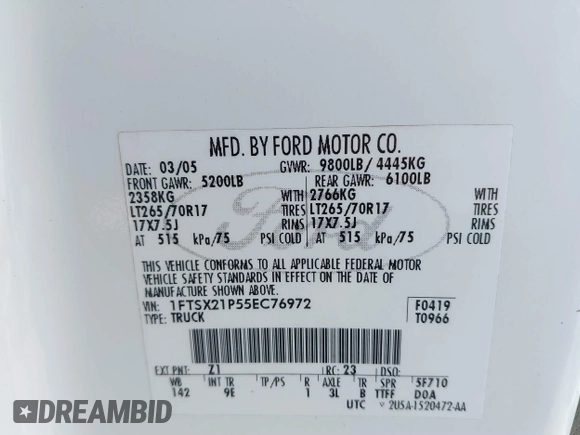 MFD. BY FORD MOTOR CO.
DATE: 03/05 GVWR: 9800LB/ 4445KG
FRONT GAWR: 5200LB REAR GAWR: 6100LB
2358KG WITH 2766KG WITH
LT265/70R17 TIRES LT265/70R17 TIRES
17X7.5J RIMS 17X7.5J RIMS
AT 515 kPa/75 PSI COLD AT 515 kPa/75 PSI COLD
THIS VEHICLE CONFORMS TO ALL APPLICABLE FEDERAL MOTOR
VEHICLE SAFETY STANDARDS IN EFFECT ON THE DATE OF
MANUFACTURE SHOWN ABOVE.
VIN: 1FTSX21P55EC76972 F0419
TYPE: TRUCK T0966
EXT PNT: Z1 RC: 23 DSO:
WB INT TR TP/PS R AXLE TR SPR 5F710
142 9E 1 3L B TTFF DOA
UTC 2U5A-1520472-AA
Ford
DREAMBID